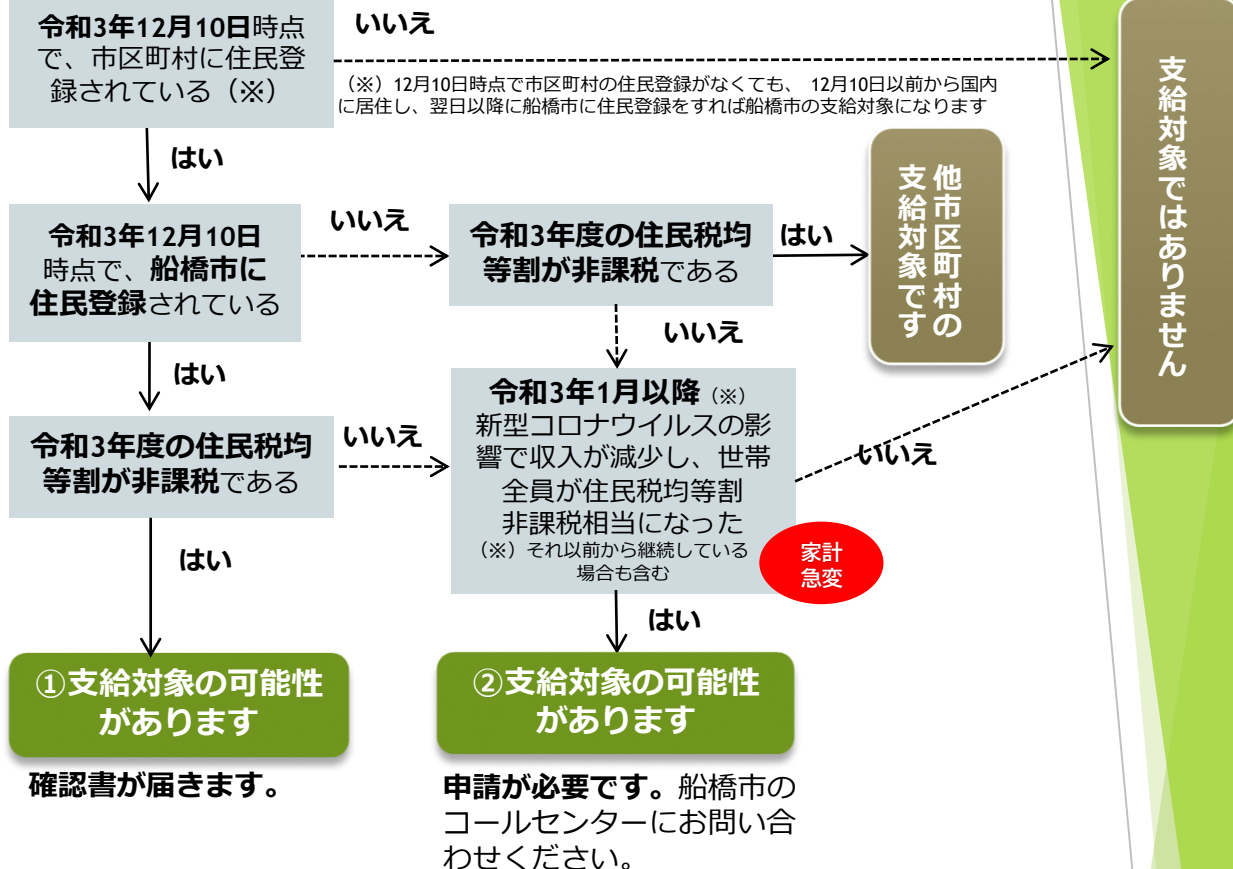 令和3年12月10日時点
で、市区町村に住民登
録されている（※）
いいえ
（※）12月10日時点で市区町村の住民登録がなくても、 12月10日以前から国内
に居住し、翌日以降に船橋市に住民登録をすれば船橋市の支給対象になります
支給対象ではありません
はい
令和3年12月10日
時点で、船橋市に
住民登録されている
いいえ
令和3年度の住民税均
等割が非課税である
はい
他市区町村の
支給対象です
いいえ
はい
令和3年度の住民税均
等割が非課税である
いいえ
令和3年1月以降（※）
新型コロナウイルスの影
響で収入が減少し、世帯
全員が住民税均等割
非課税相当になった
（※）それ以前から継続している
場合も含む
いいえ
家計
急変
はい
はい
①支給対象の可能性
があります
②支給対象の可能性
があります
確認書が届きます。
申請が必要です。船橋市の
コールセンターにお問い合
わせください。